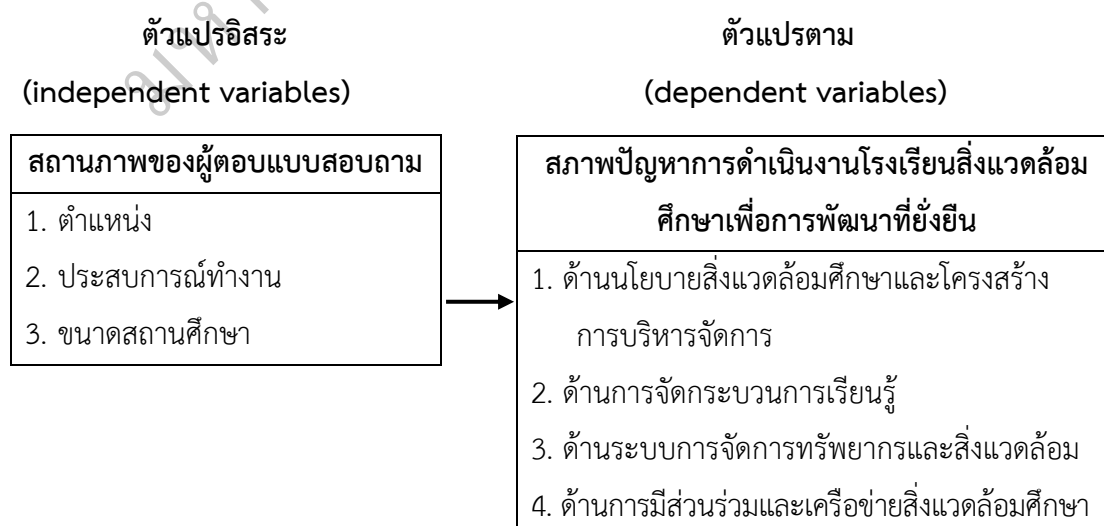 ตัวแปรอิสระ
(independent variables)
สถานภาพของผู้ตอบแบบสอบถาม
1. ตำแหน่ง
2. ประสบการณ์ทำงาน
3. ขนาดสถานศึกษา
ตัวแปรตาม
(dependent variables)
สภาพปัญหาการดำเนินงานโรงเรียนสิ่งแวดล้อม
ศึกษาเพื่อการพัฒนาที่ยั่งยืน
1. ด้านนโยบายสิ่งแวดล้อมศึกษาและโครงสร้าง
การบริหารจัดการ
2. ด้านการจัดกระบวนการเรียนรู้
3. ด้านระบบการจัดการทรัพยากรและสิ่งแวดล้อม
4. ด้านการมีส่วนร่วมและเครือข่ายสิ่งแวดล้อมศึกษา